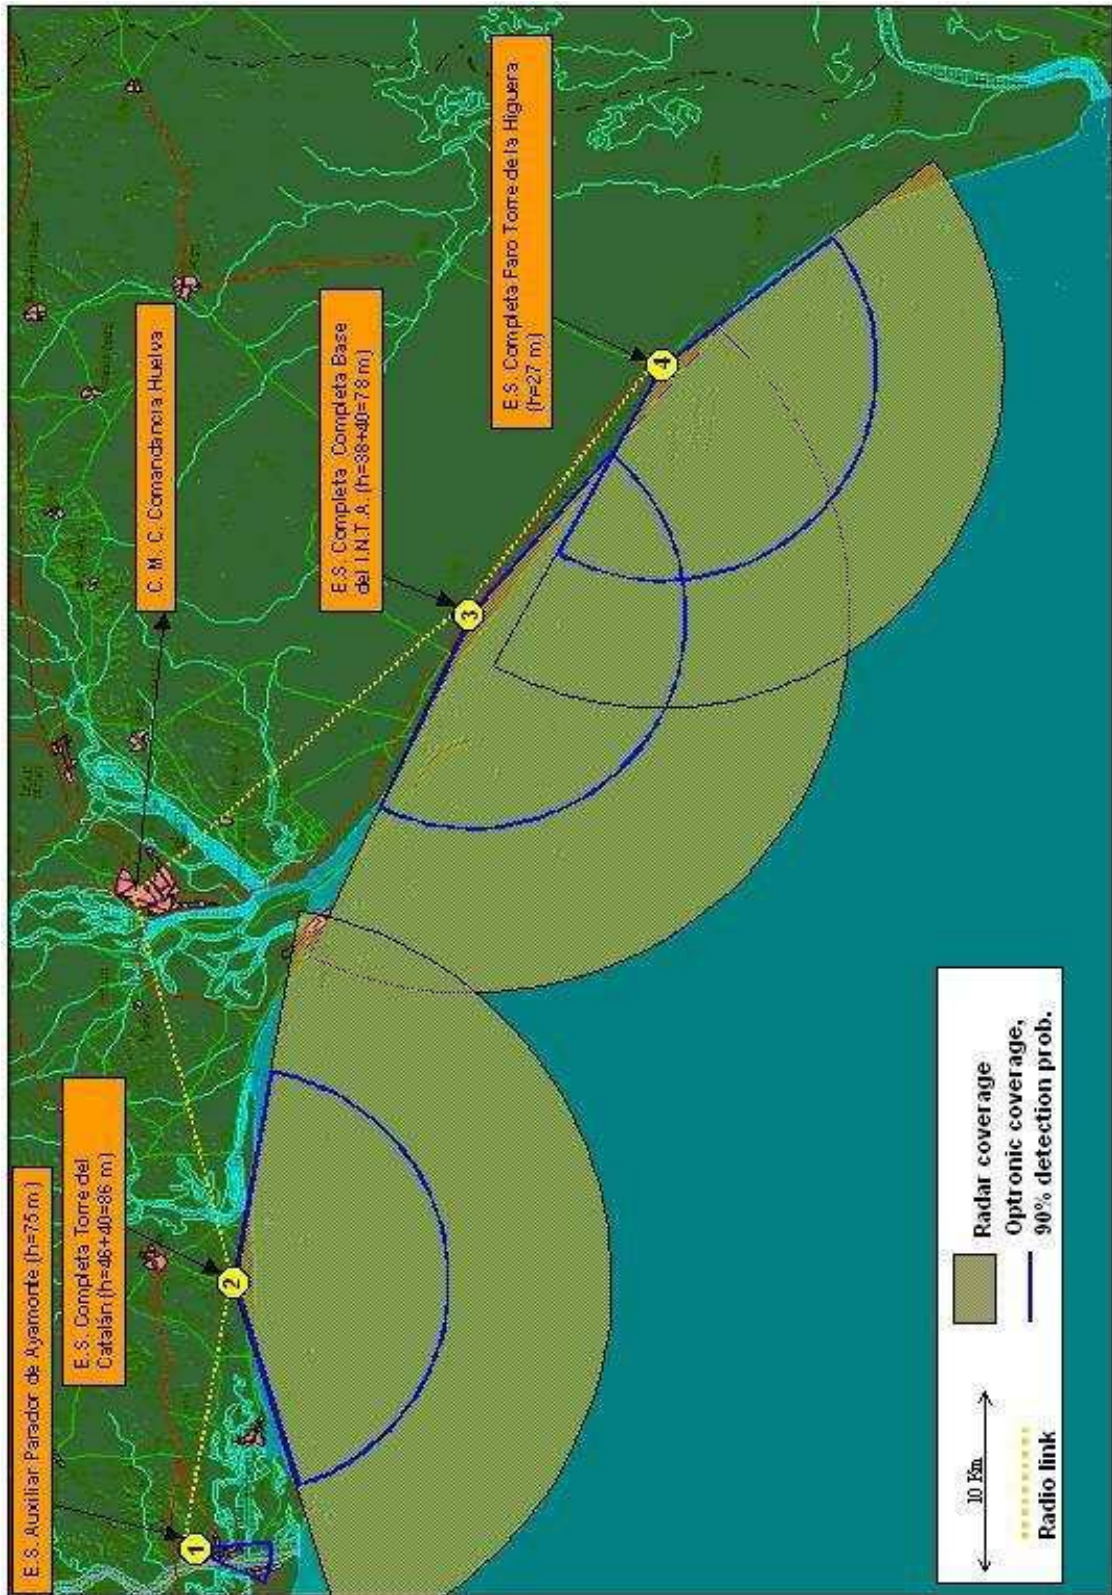 E.S. Auxiliar Parador de Ayamonte (h=75 m)
E.S. Completa Torre del
Catalán (h=46+40=86 m)
C. M. C. Comandancia Huelva
E.S. Completa Completa Base
del I.N.T.A. (h=38+40=78 m)
E.S. Completa Faro Torre de la Higuera
(h=27 m)
1
2
3
4
10 Km
Radio link
Radar coverage
Optronic coverage,
90% detection prob.